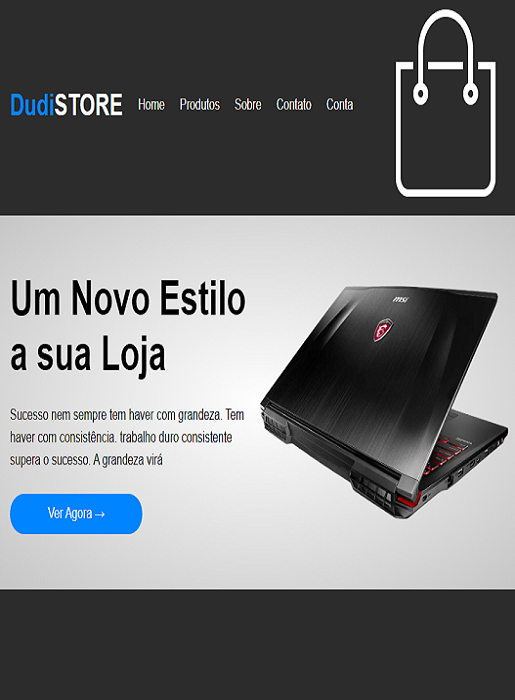 DudiSTORE Home Produtos Sobre Contato Conta
Um Novo Estilo
a sua Loja
msi
Sucesso nem sempre tem haver com grandeza. Tem
haver com consistência. trabalho duro consistente
supera o sucesso. A grandeza virá
Ver Agora →